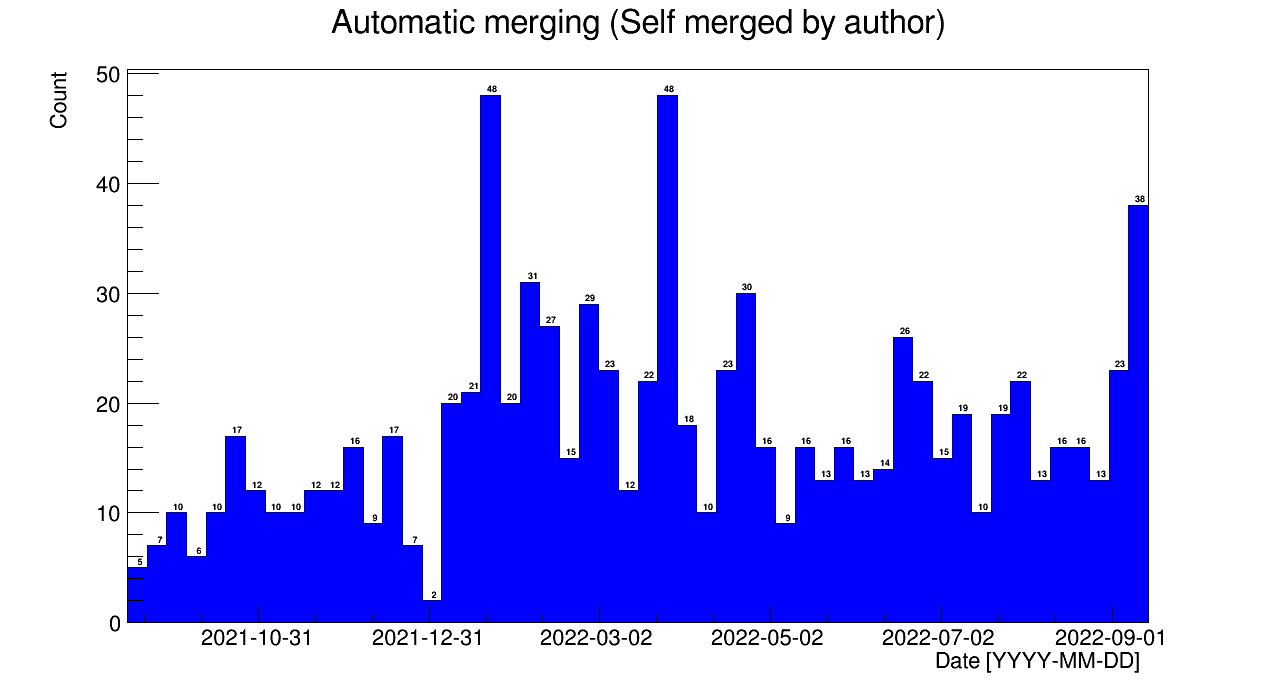 Automatic merging (Self merged by author)
Count
50
40
30
20
10
0
5 7 10 6 10 17 12 10 10 12 12 16 9 17 7 2 20 21 48 20 31 27 15 29 23 12 22 48 18 10 23 30 16 9 16 13 16 13 14 26 22 15 19 10 19 22 13 16 16 13 23 38
2021-10-31 2021-12-31 2022-03-02 2022-05-02 2022-07-02 2022-09-01
Date [YYYY-MM-DD]